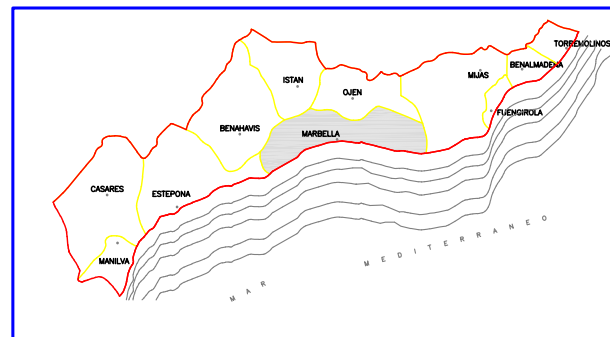 TORREMOLINOS
BENALMADENA
MIJAS
ISTAN
OJEN
FUENGIROLA
BENAHAVIS
MARBELLA
CASARES
ESTEPONA
MANILVA
MAR MEDITERRANEO